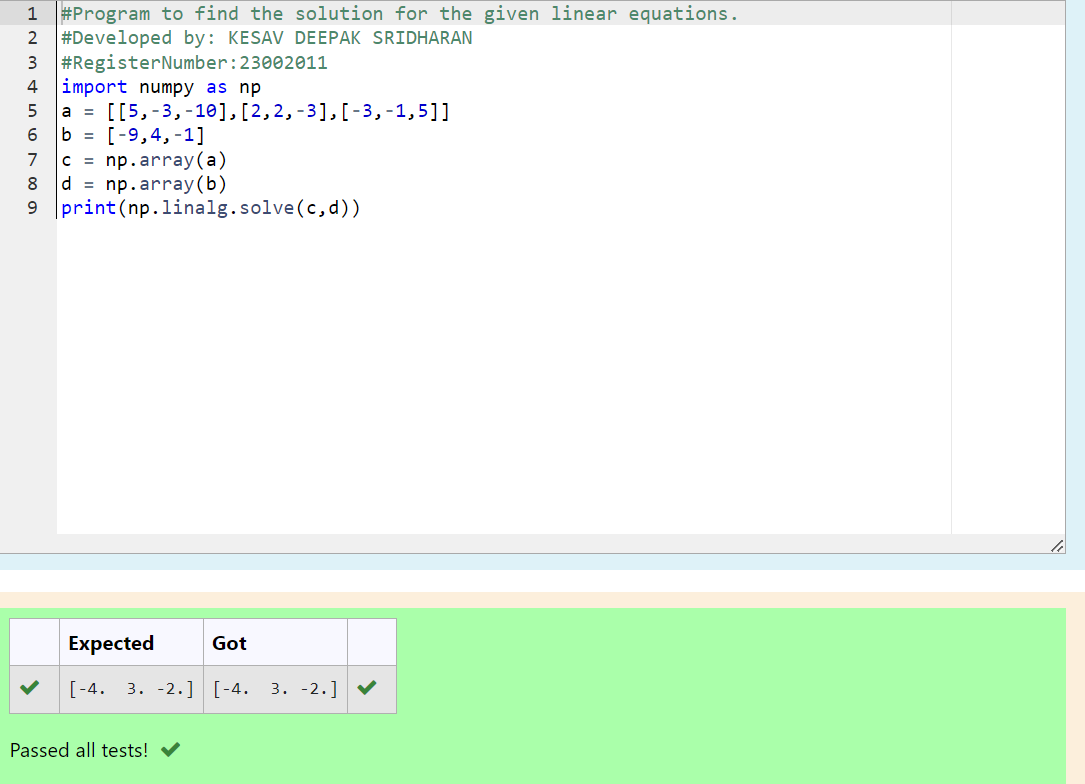 1 #Program to find the solution for the given linear equations.
2 #Developed by: KESAV DEEPAK SRIDHARAN
3 #RegisterNumber:23002011
4 import numpy as np
5 a = [[5,-3,-10],[2,2,-3],[-3,-1,5]]
6 b = [-9,4,-1]
7 c = np.array(a)
8 d = np.array(b)
9 print(np.linalg.solve(c,d))
Expected Got
[-4.  3. -2.] [-4.  3. -2.]
Passed all tests!